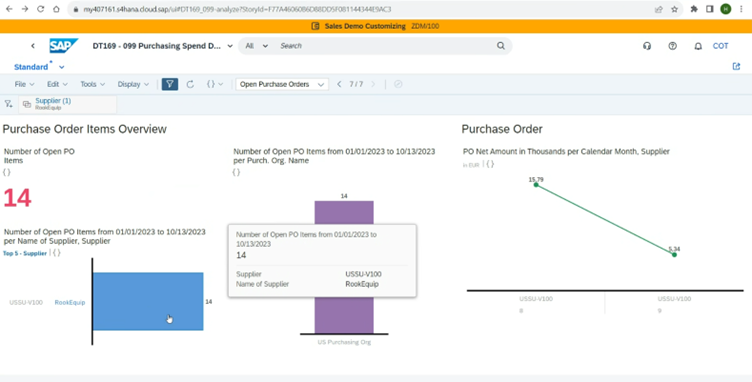 my407161.s4hana.cloud.sap/ui#DT169_099-analyze?StoryId=F77A4606086D8BDD5F0B1144344E9AC3
H
Sales Demo Customizing ZDM/100
SAP DT169 - 099 Purchasing Spend D... All Search COT
Standard*
File Edit Tools Display {} Open Purchase Orders 7 / 7
Supplier (1)
RookEquip
Purchase Order Items Overview
Purchase Order
Number of Open PO
Items
{}
14
Number of Open PO Items from 01/01/2023 to 10/13/2023
per Purch. Org. Name
{}
14
US Purchasing Org
PO Net Amount in Thousands per Calendar Month, Supplier
in EUR | {}
15.79
5.34
USSU-V100
USSU-V100
9
9
Number of Open PO Items from 01/01/2023 to 10/13/2023
per Name of Supplier, Supplier
Top 5 - Supplier | {}
USSU-V100 RookEquip 14
Number of Open PO Items from 01/01/2023 to
10/13/2023
14
Supplier USSU-V100
Name of Supplier RookEquip